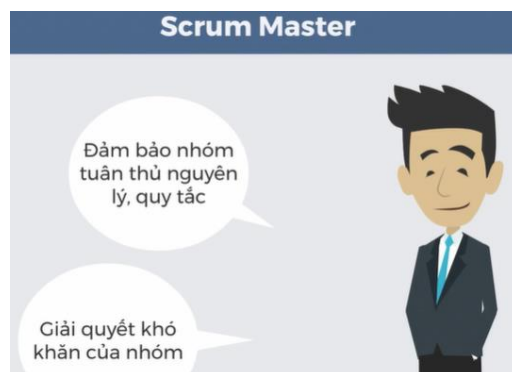 Scrum Master
Đảm bảo nhóm
tuân thủ nguyên
lý, quy tắc
Giải quyết khó
khăn của nhóm